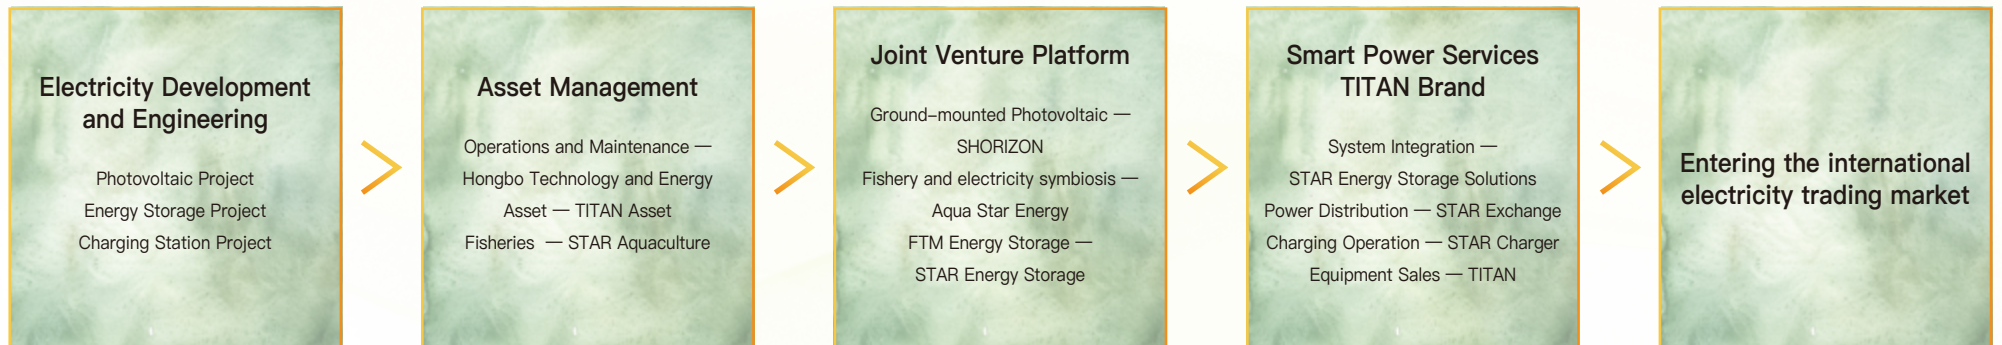 Electricity Development
and Engineering
Photovoltaic Project
Energy Storage Project
Charging Station Project
Asset Management
Operations and Maintenance —
Hongbo Technology and Energy
Asset — TITAN Asset
Fisheries — STAR Aquaculture
Joint Venture Platform
Ground-mounted Photovoltaic —
SHORIZON
Fishery and electricity symbiosis —
Aqua Star Energy
FTM Energy Storage —
STAR Energy Storage
Smart Power Services
TITAN Brand
System Integration —
STAR Energy Storage Solutions
Power Distribution — STAR Exchange
Charging Operation — STAR Charger
Equipment Sales — TITAN
Entering the international
electricity trading market